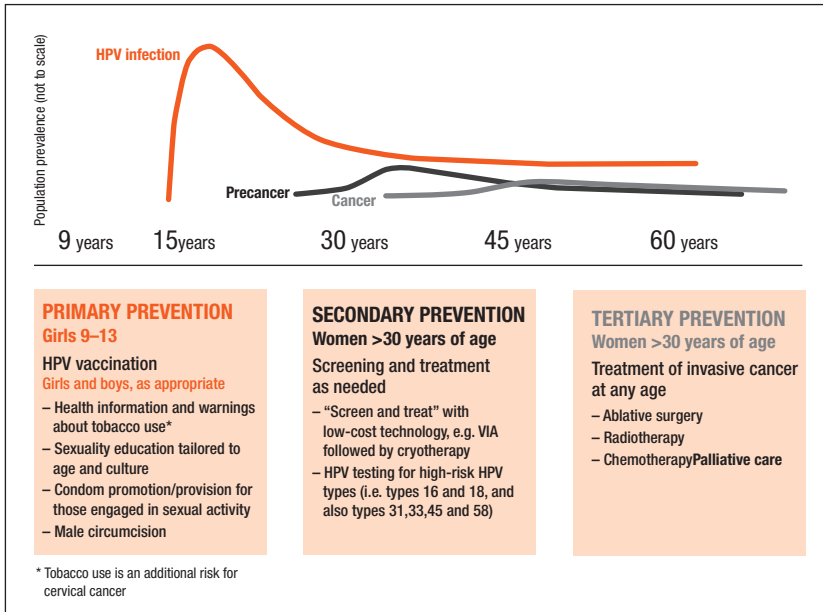 Population prevalence (not to scale)
HPV infection
Precancer
Cancer
9 years 15years 30 years 45 years 60 years
PRIMARY PREVENTION
Girls 9–13
HPV vaccination
Girls and boys, as appropriate
– Health information and warnings
about tobacco use*
– Sexuality education tailored to
age and culture
– Condom promotion/provision for
those engaged in sexual activity
– Male circumcision
SECONDARY PREVENTION
Women >30 years of age
Screening and treatment
as needed
– “Screen and treat” with
low-cost technology, e.g. VIA
followed by cryotherapy
– HPV testing for high-risk HPV
types (i.e. types 16 and 18, and
also types 31,33,45 and 58)
TERTIARY PREVENTION
Women >30 years of age
Treatment of invasive cancer
at any age
– Ablative surgery
– Radiotherapy
– ChemotherapyPalliative care
* Tobacco use is an additional risk for
cervical cancer